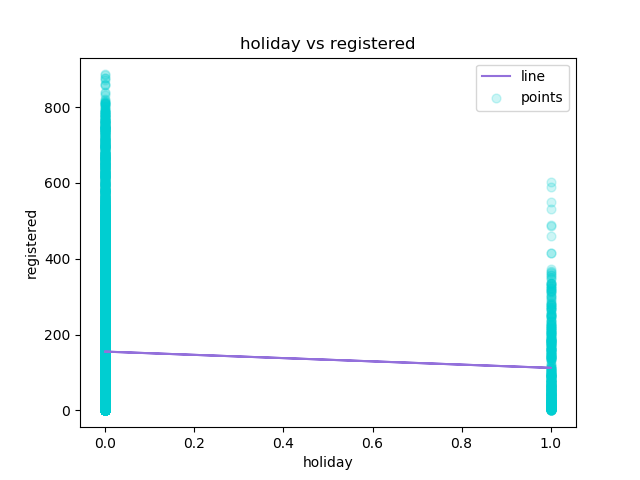 holiday vs registered
line
points
registered
800
600
400
200
0
0.0 0.2 0.4 0.6 0.8 1.0
holiday